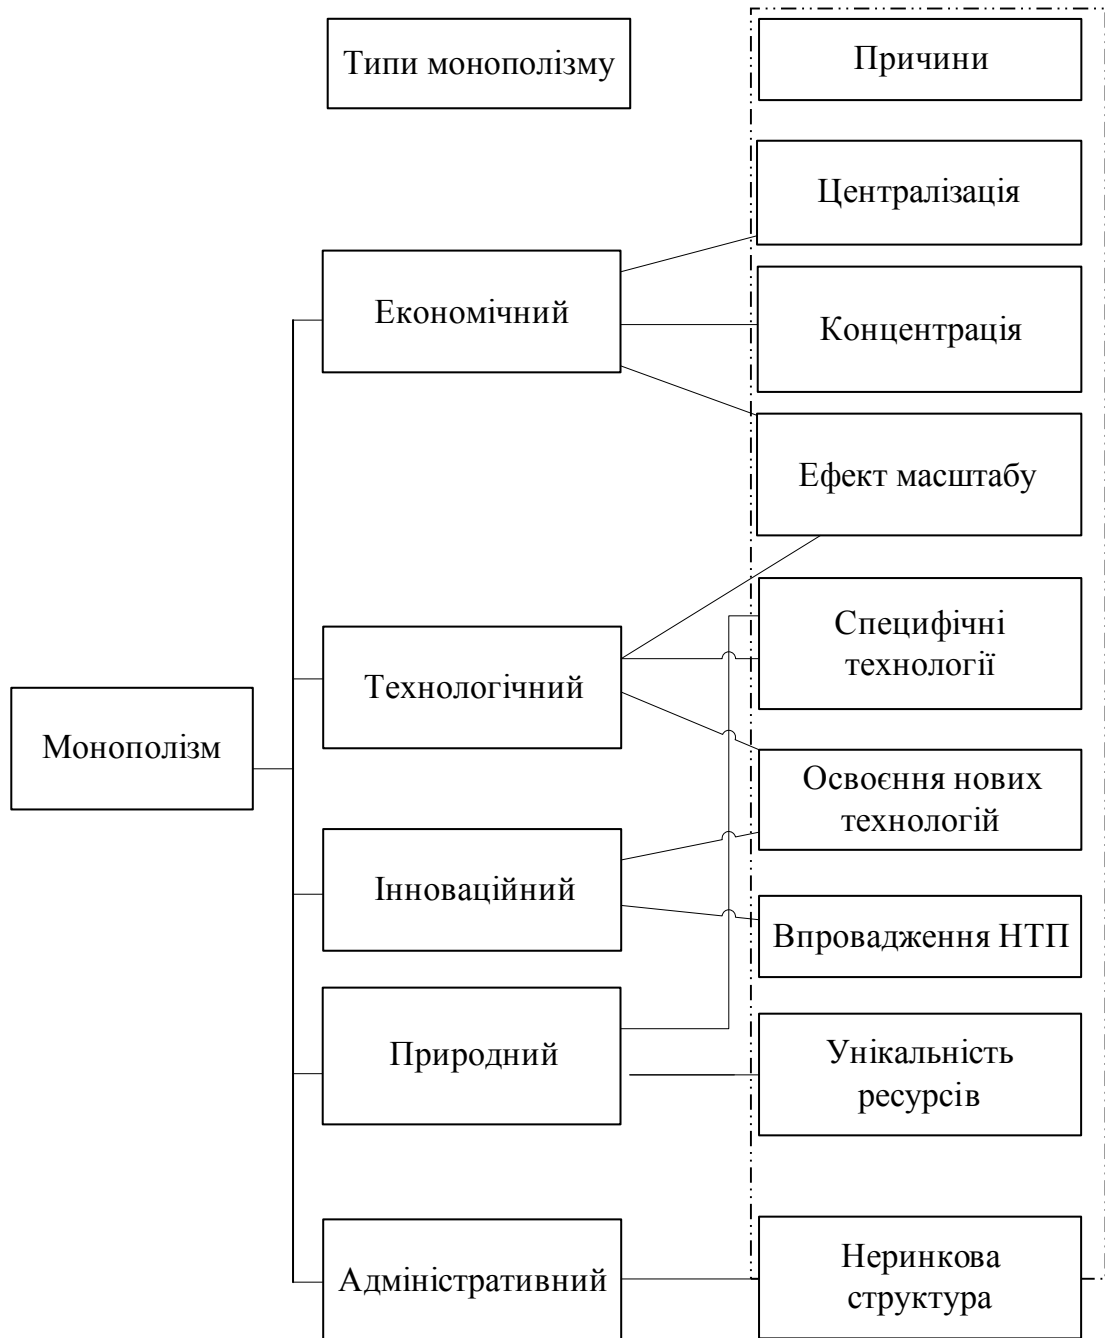 Типи монополізму
Причини
Централізація
Економічний
Концентрація
Ефект масштабу
Специфічні
технології
Технологічний
Монополізм
Освоєння нових
технологій
Інноваційний
Впровадження НТП
Природний
Унікальність
ресурсів
Адміністративний
Неринкова
структура